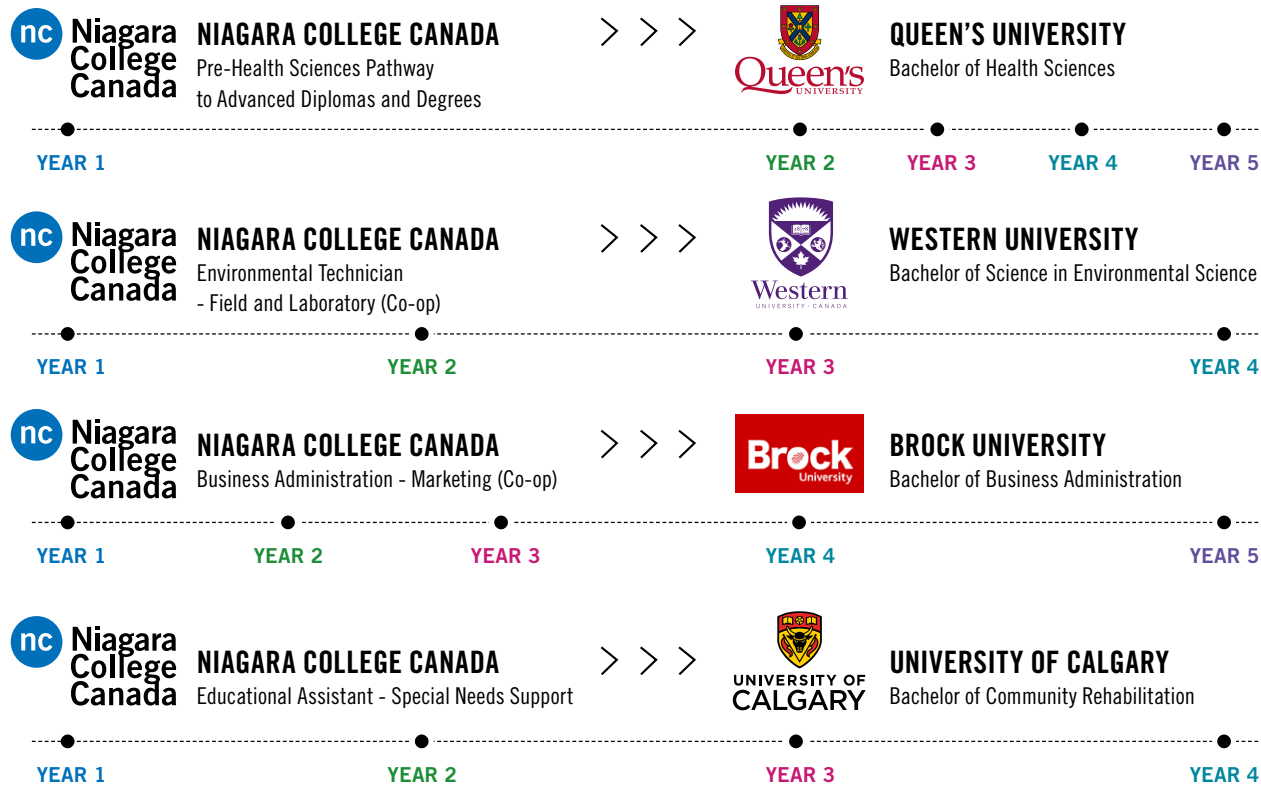 nc Niagara
College
Canada
NIAGARA COLLEGE CANADA
Pre-Health Sciences Pathway
to Advanced Diplomas and Degrees
> > >
Queen's
UNIVERSITY
QUEEN'S UNIVERSITY
Bachelor of Health Sciences
YEAR 1 YEAR 2 YEAR 3 YEAR 4 YEAR 5
nc Niagara
College
Canada
NIAGARA COLLEGE CANADA
Environmental Technician
- Field and Laboratory (Co-op)
> > >
Western
UNIVERSITY · CANADA
WESTERN UNIVERSITY
Bachelor of Science in Environmental Science
YEAR 1 YEAR 2 YEAR 3 YEAR 4
nc Niagara
College
Canada
NIAGARA COLLEGE CANADA
Business Administration - Marketing (Co-op)
> > >
Brock
University
BROCK UNIVERSITY
Bachelor of Business Administration
YEAR 1 YEAR 2 YEAR 3 YEAR 4 YEAR 5
nc Niagara
College
Canada
NIAGARA COLLEGE CANADA
Educational Assistant - Special Needs Support
> > >
UNIVERSITY OF
CALGARY
UNIVERSITY OF CALGARY
Bachelor of Community Rehabilitation
YEAR 1 YEAR 2 YEAR 3 YEAR 4